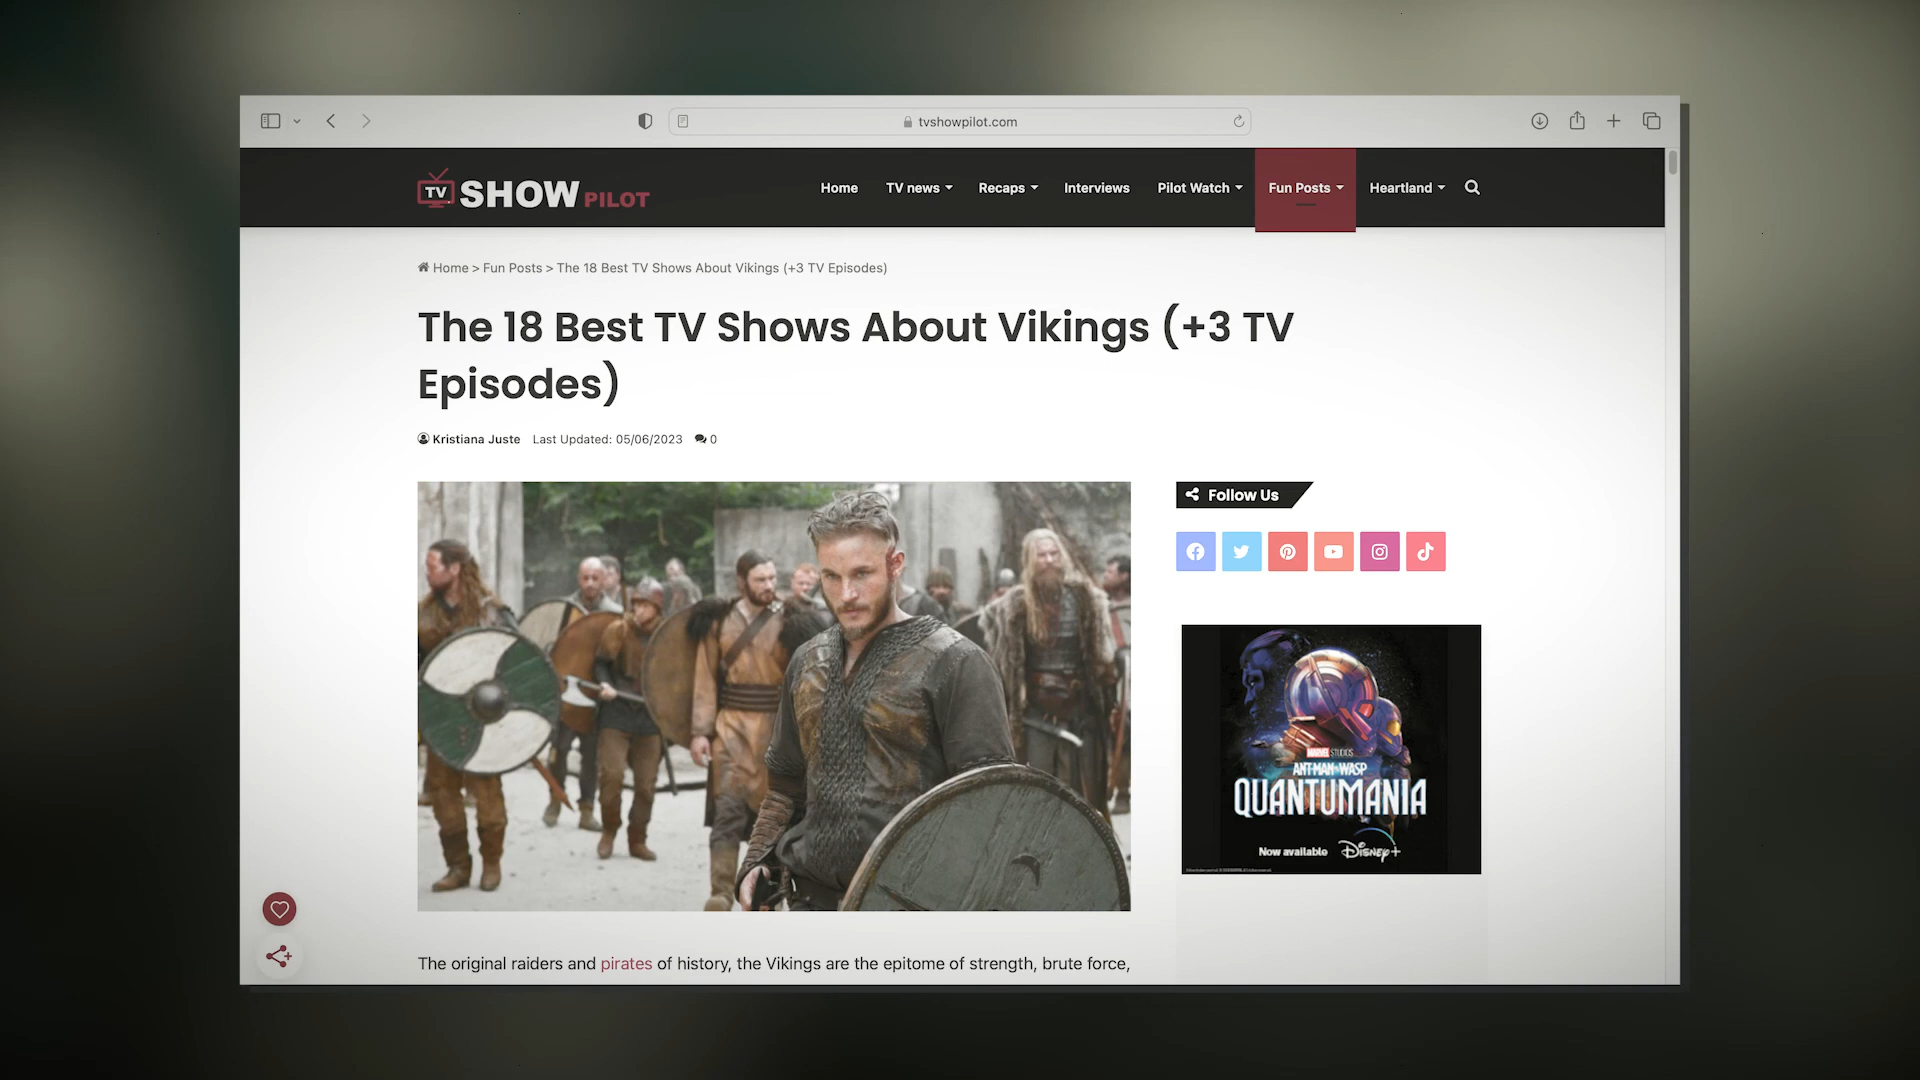 tvshowpilot.com
TV SHOW PILOT
Home TV news Recaps Interviews Pilot Watch Fun Posts Heartland
Home > Fun Posts > The 18 Best TV Shows About Vikings (+3 TV Episodes)
The 18 Best TV Shows About Vikings (+3 TV
Episodes)
Kristiana Juste Last Updated: 05/06/2023 0
Follow Us
MARVEL STUDIOS
ANT-MAN AND THE WASP
QUANTUMANIA
Now available Disney+
The original raiders and pirates of history, the Vikings are the epitome of strength, brute force,